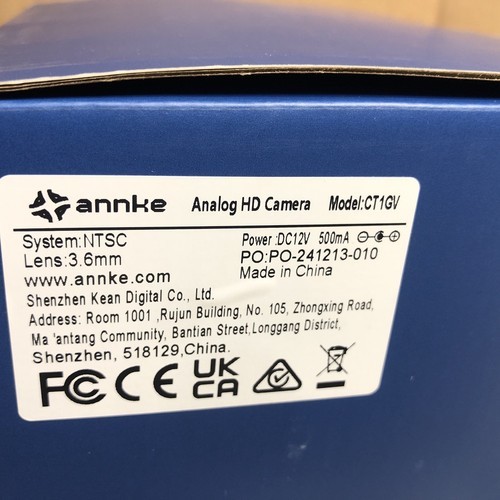 annke Analog HD Camera Model:CT1GV
System:NTSC Power :DC12V 500mA
Lens:3.6mm PO:PO-241213-010
www.annke.com Made in China
Shenzhen Kean Digital Co., Ltd.
Address: Room 1001 ,Rujun Building, No. 105, Zhongxing Road,
Ma 'antang Community, Bantian Street,Longgang District,
Shenzhen, 518129,China.
FC CE UK CA